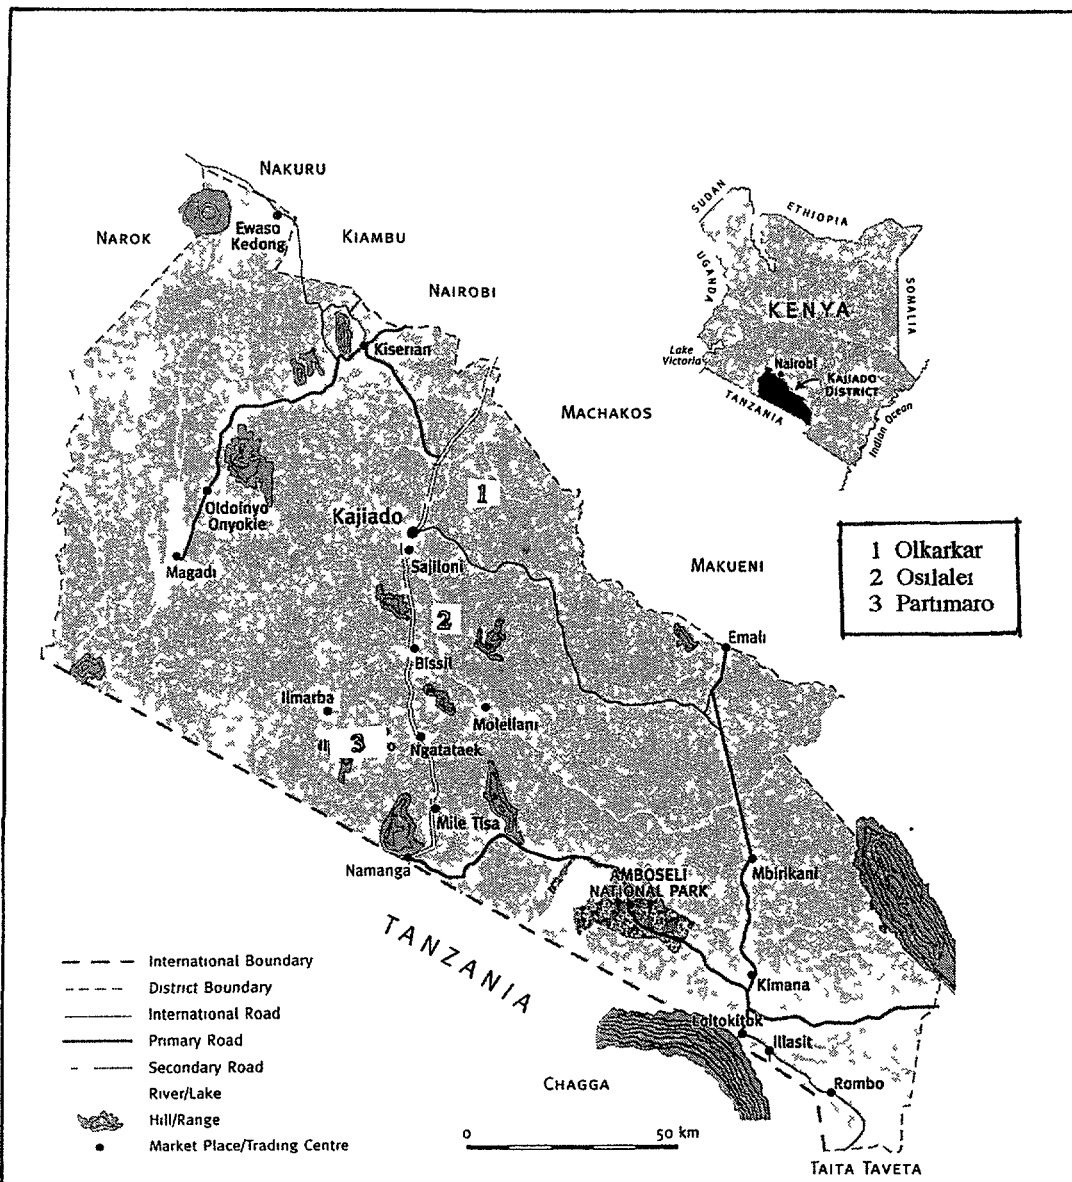 NAKURU
NAROK
Ewaso
Kedong
KIAMBU
NAIROBI
Kiserian
MACHAKOS
SUDAN
ETHIOPIA
UGANDA
KENYA
SOMALIA
Lake
Victoria
Nairobi
KAJIADO
DISTRICT
TANZANIA
Indian Ocean
1
Oldoinyo
Onyokie
Kajiado
Magadi
Sajiloni
MAKUENI
1 Olkarkar
2 Osilalei
3 Partimaro
2
Emali
Bissil
Ilmarba
Molellani
3
Ngatataek
Mile Tisa
Namanga
AMBOSELI
NATIONAL PARK
Mbirikani
TANZANIA
Kimana
Loitokitok
Illasit
CHAGGA
Rombo
TAITA TAVETA
International Boundary
District Boundary
International Road
Primary Road
Secondary Road
River/Lake
Hill/Range
Market Place/Trading Centre
0 50 km